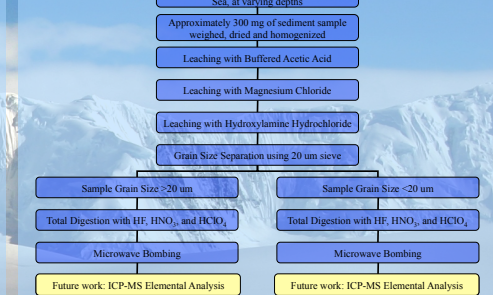 Sea, at varying depths
Approximately 300 mg of sediment sample
weighed, dried and homogenized
Leaching with Buffered Acetic Acid
Leaching with Magnesium Chloride
Leaching with Hydroxylamine Hydrochloride
Grain Size Separation using 20 um sieve
Sample Grain Size >20 um
Sample Grain Size <20 um
Total Digestion with HF, HNO₃, and HClO₄
Total Digestion with HF, HNO₃, and HClO₄
Microwave Bombing
Microwave Bombing
Future work: ICP-MS Elemental Analysis
Future work: ICP-MS Elemental Analysis